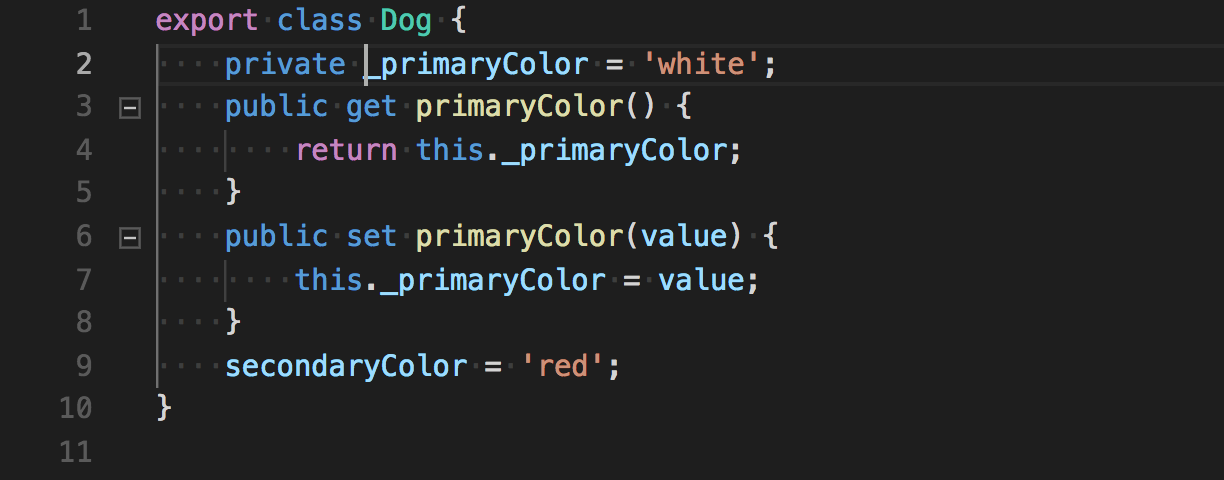 1 export class Dog {
2     private _primaryColor = 'white';
3     public get primaryColor() {
4         return this._primaryColor;
5     }
6     public set primaryColor(value) {
7         this._primaryColor = value;
8     }
9     secondaryColor = 'red';
10 }
11